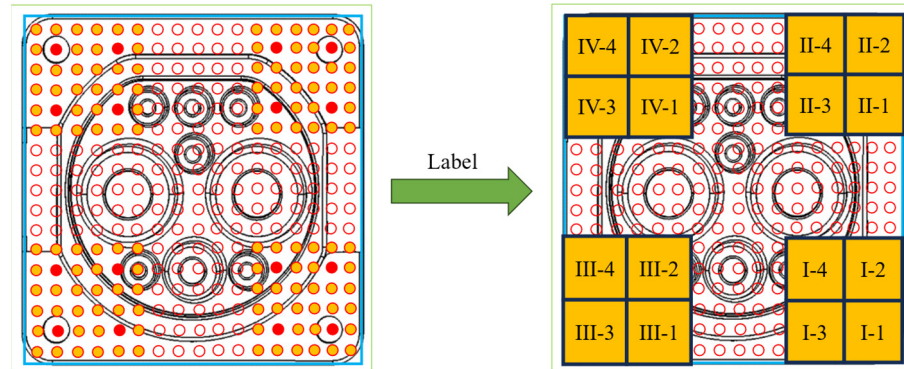 Label
IV-4 IV-2 II-4 II-2
IV-3 IV-1 II-3 II-1
III-4 III-2 I-4 I-2
III-3 III-1 I-3 I-1